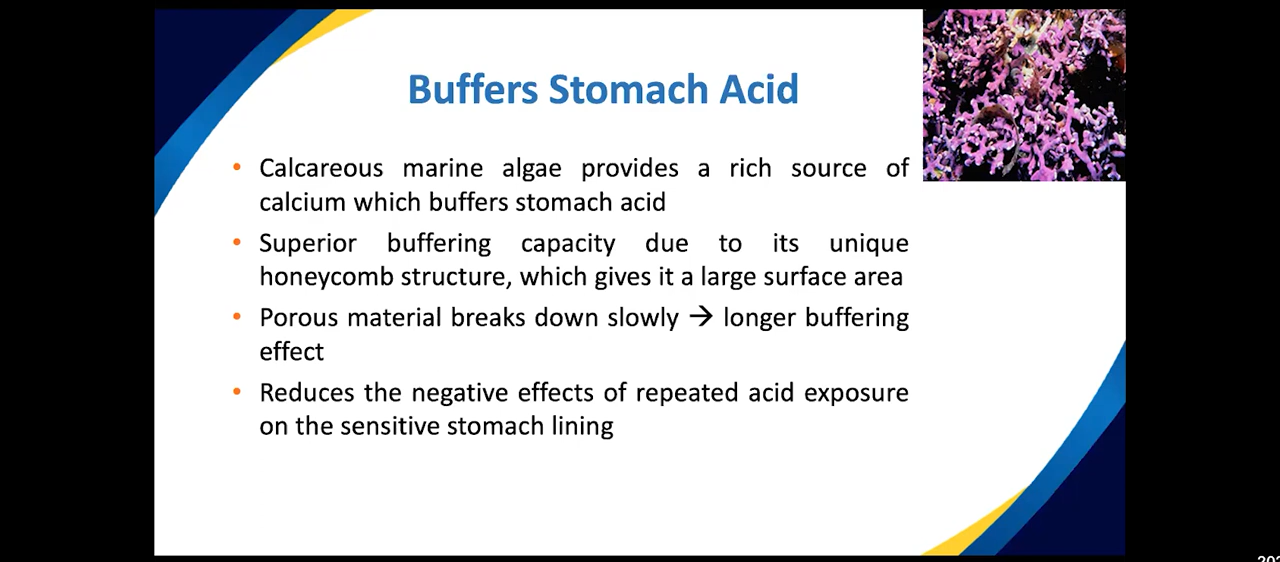 Buffers Stomach Acid
• Calcareous marine algae provides a rich source of
calcium which buffers stomach acid
• Superior buffering capacity due to its unique
honeycomb structure, which gives it a large surface area
• Porous material breaks down slowly → longer buffering
effect
• Reduces the negative effects of repeated acid exposure
on the sensitive stomach lining